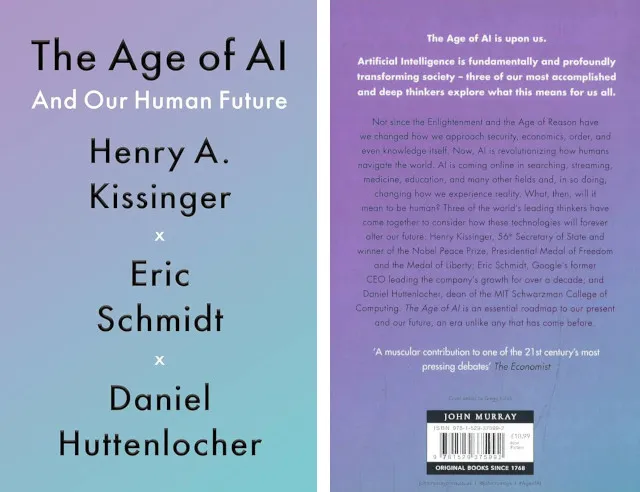 The Age of AI
And Our Human Future
Henry A.
Kissinger
x
Eric
Schmidt
x
Daniel
Huttenlocher
The Age of AI is upon us.
Artificial Intelligence is fundamentally and profoundly
transforming society – three of our most accomplished
and deep thinkers explore what this means for us all.
Not since the Enlightenment and the Age of Reason have
we changed how we approach security, economics, order, and
even knowledge itself. Now, AI is revolutionizing how humans
navigate the world. AI is coming online in searching, streaming,
medicine, education, and many other fields and, in so doing,
changing how we experience reality. What, then, will it
mean to be human? Three of the world's leading thinkers have
come together to consider how these technologies will forever
alter our future: Henry Kissinger, 56th Secretary of State and
winner of the Nobel Peace Prize, Presidential Medal of Freedom
and the Medal of Liberty; Eric Schmidt, Google's former
CEO leading the company's growth for over a decade; and
Daniel Huttenlocher, dean of the MIT Schwarzman College of
Computing. The Age of AI is an essential roadmap to our present
and our future, an era unlike any that has come before.
'A muscular contribution to one of the 21st century's most
pressing debates' The Economist
JOHN MURRAY
£10.99
ORIGINAL BOOKS SINCE 1768